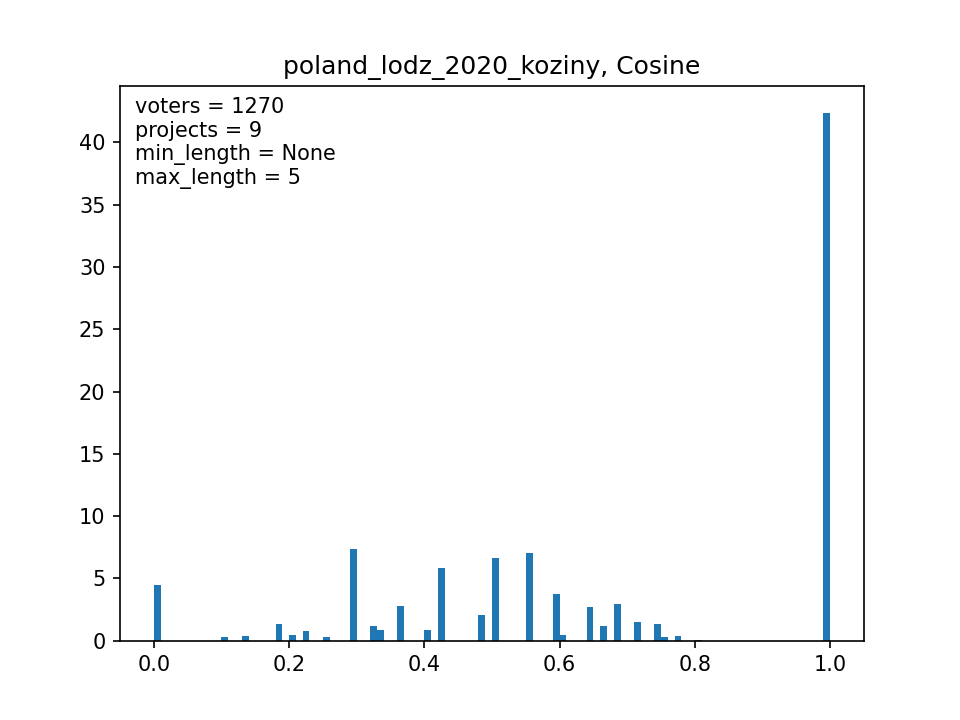 poland_lodz_2020_koziny, Cosine
voters = 1270
projects = 9
min_length = None
max_length = 5
40
35
30
25
20
15
10
5
0
0.0 0.2 0.4 0.6 0.8 1.0